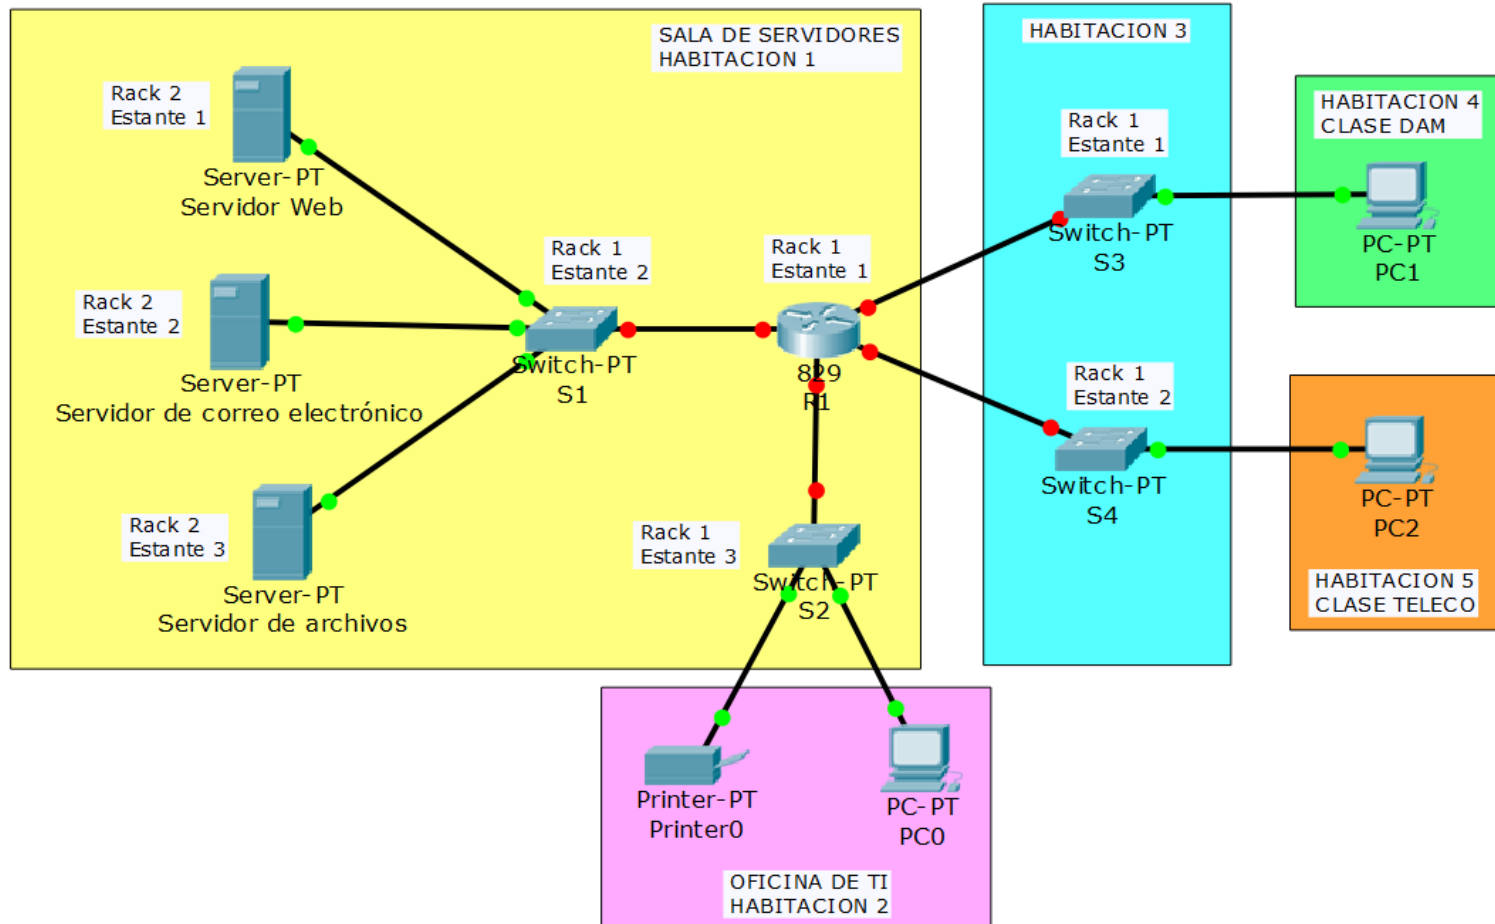 SALA DE SERVIDORES
HABITACION 1
Rack 2
Estante 1
Server-PT
Servidor Web
Rack 2
Estante 2
Server-PT
Servidor de correo electrónico
Rack 2
Estante 3
Server-PT
Servidor de archivos
Rack 1
Estante 2
Switch-PT
S1
Rack 1
Estante 1
829
R1
Rack 1
Estante 3
Switch-PT
S2
HABITACION 3
Rack 1
Estante 1
Switch-PT
S3
Rack 1
Estante 2
Switch-PT
S4
HABITACION 4
CLASE DAM
PC-PT
PC1
PC-PT
PC2
HABITACION 5
CLASE TELECO
Printer-PT
Printer0
PC-PT
PC0
OFICINA DE TI
HABITACION 2